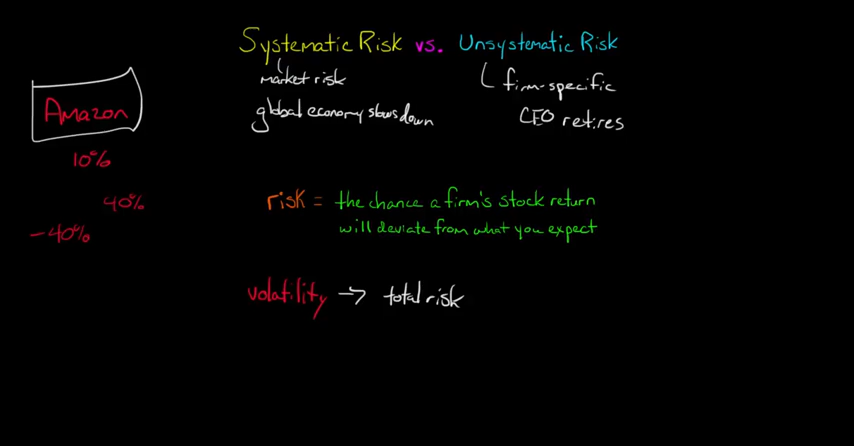 Systematic Risk vs. Unsystematic Risk
market risk
firm-specific
global economy slows down
CEO retires
Amazon
10%
40%
-40%
risk = the chance a firm's stock return
will deviate from what you expect
volatility → total risk